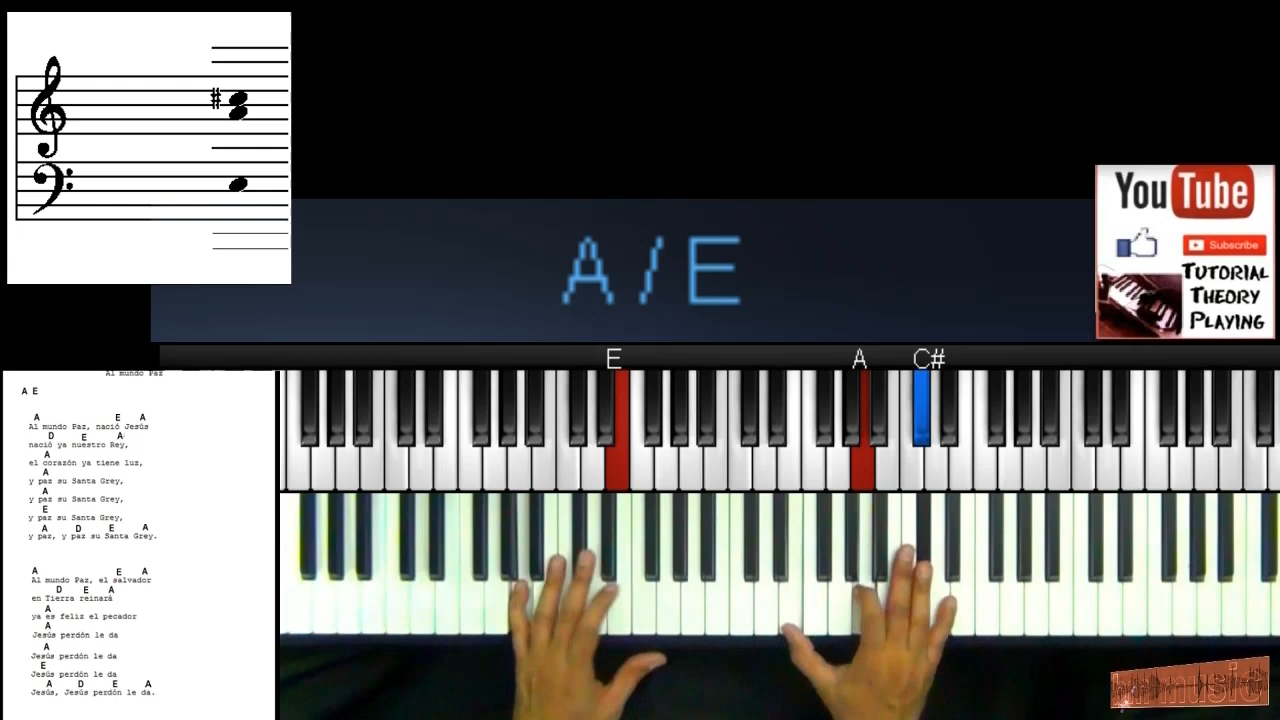 A/E
You Tube
Subscribe
TUTORIAL
THEORY
PLAYING
E A C#
Al mundo Paz
A E
A E A
Al mundo Paz, nació Jesús
D E A
nació ya nuestro Rey,
A
el corazón ya tiene luz,
A
y paz su Santa Grey,
A
y paz su Santa Grey,
E
y paz su Santa Grey,
A D E A
y paz, y paz su Santa Grey.
A E A
Al mundo Paz, el salvador
D E A
en Tierra reinará
A
ya es feliz el pecador
A
Jesús perdón le da
A
Jesús perdón le da
E
Jesús perdón le da
A D E A
Jesús, Jesús perdón le da.
music